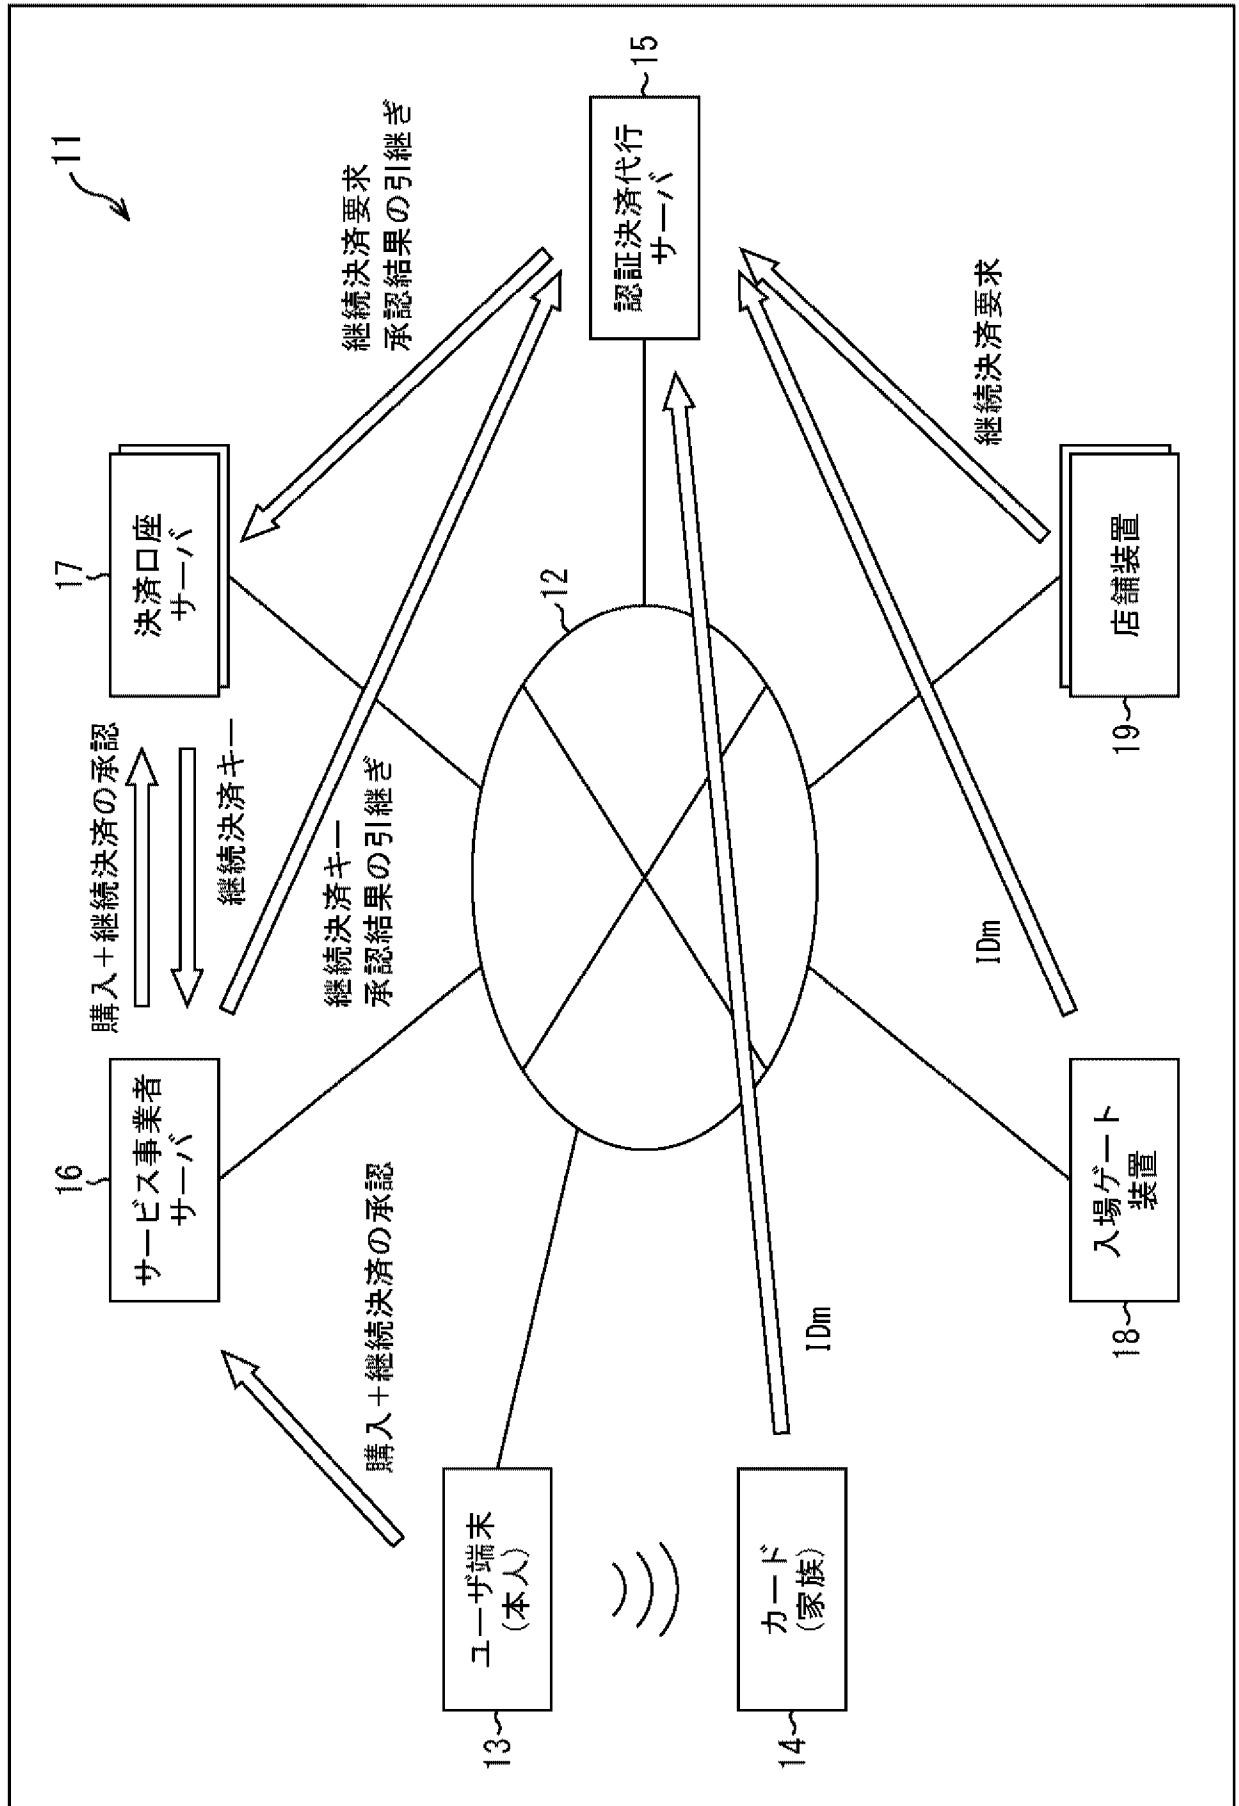 11
購入＋継続決済の承認
継続決済キー
16
サービス事業者
サーバ
17
決済口座
サーバ
継続決済要求
承認結果の引継ぎ
継続決済キー
承認結果の引継ぎ
購入＋継続決済の承認
12
15
認証決済代行
サーバ
13
ユーザ端末
(本人)
14
カード
(家族)
IDm
IDm
継続決済要求
18
入場ゲート
装置
19
店舗装置